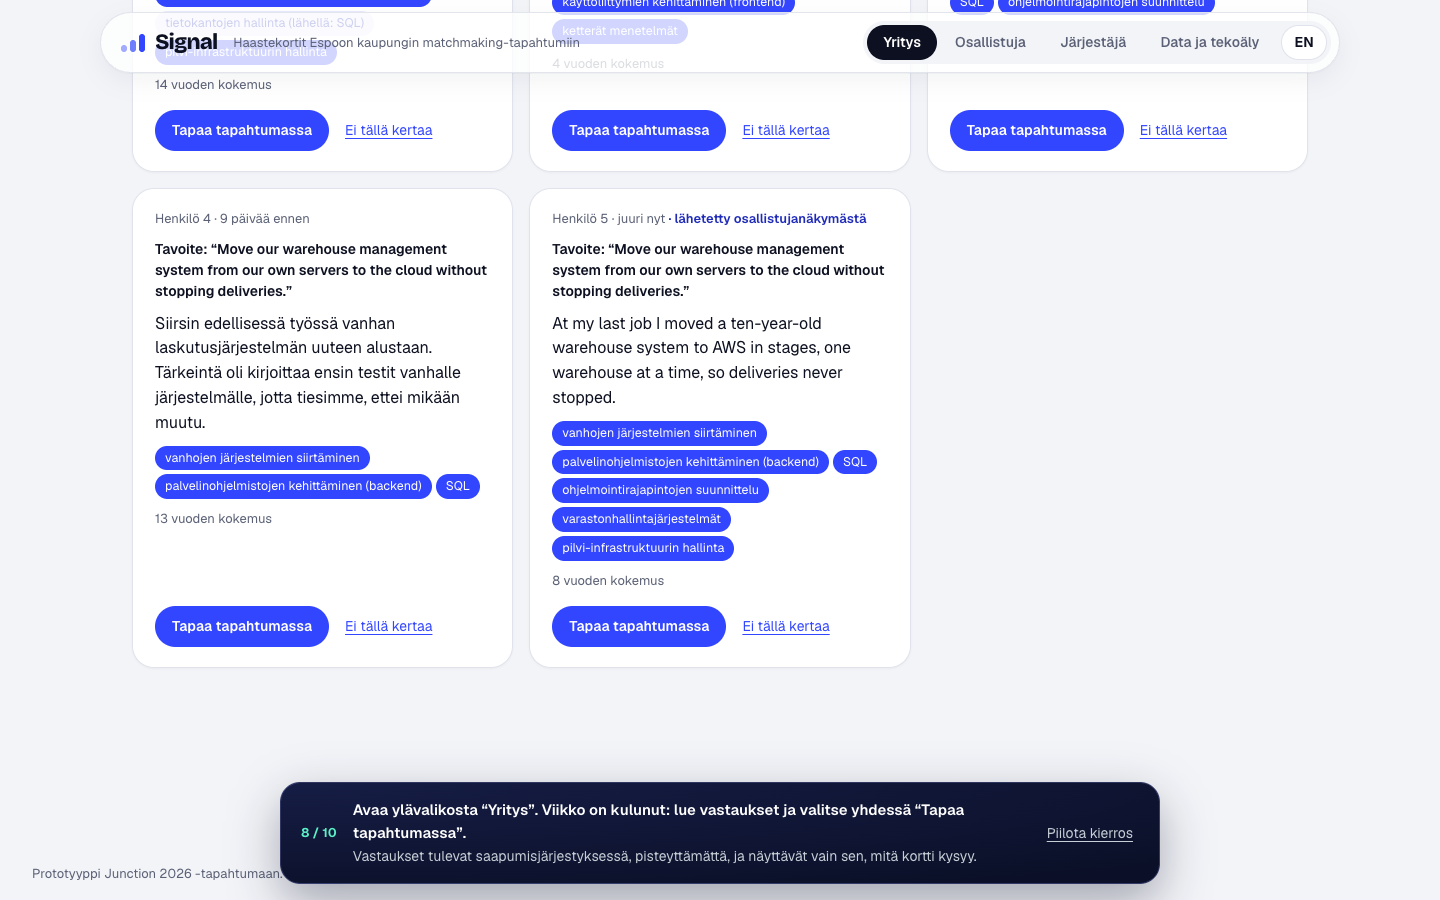 tietokantojen hallinta (lähellä: SQL)
pilvi-infrastruktuurin hallinta
käyttöliittymien kehittäminen (frontend)
ketterät menetelmät
SQL
ohjelmointirajapintojen suunnittelu
Signal
Haastekortit Espoon kaupungin matchmaking-tapahtumiin
Yritys
Osallistuja
Järjestäjä
Data ja tekoäly
EN
14 vuoden kokemus
4 vuoden kokemus
Tapaa tapahtumassa
Ei tällä kertaa
Tapaa tapahtumassa
Ei tällä kertaa
Tapaa tapahtumassa
Ei tällä kertaa
Henkilö 4 · 9 päivää ennen
Tavoite: “Move our warehouse management
system from our own servers to the cloud without
stopping deliveries.”
Siirsin edellisessä työssä vanhan
laskutusjärjestelmän uuteen alustaan.
Tärkeintä oli kirjoittaa ensin testit vanhalle
järjestelmälle, jotta tiesimme, ettei mikään
muutu.
vanhojen järjestelmien siirtäminen
palvelinohjelmistojen kehittäminen (backend)
SQL
13 vuoden kokemus
Tapaa tapahtumassa
Ei tällä kertaa
Henkilö 5 · juuri nyt · lähetetty osallistujanäkymästä
Tavoite: “Move our warehouse management
system from our own servers to the cloud without
stopping deliveries.”
At my last job I moved a ten-year-old
warehouse system to AWS in stages, one
warehouse at a time, so deliveries never
stopped.
vanhojen järjestelmien siirtäminen
palvelinohjelmistojen kehittäminen (backend)
SQL
ohjelmointirajapintojen suunnittelu
varastonhallintajärjestelmät
pilvi-infrastruktuurin hallinta
8 vuoden kokemus
Tapaa tapahtumassa
Ei tällä kertaa
8 / 10
Avaa ylävalikosta “Yritys”. Viikko on kulunut: lue vastaukset ja valitse yhdessä “Tapaa
tapahtumassa”.
Vastaukset tulevat saapumisjärjestyksessä, pisteyttämättä, ja näyttävät vain sen, mitä kortti kysyy.
Piilota kierros
Prototyyppi Junction 2026 -tapahtumaan.